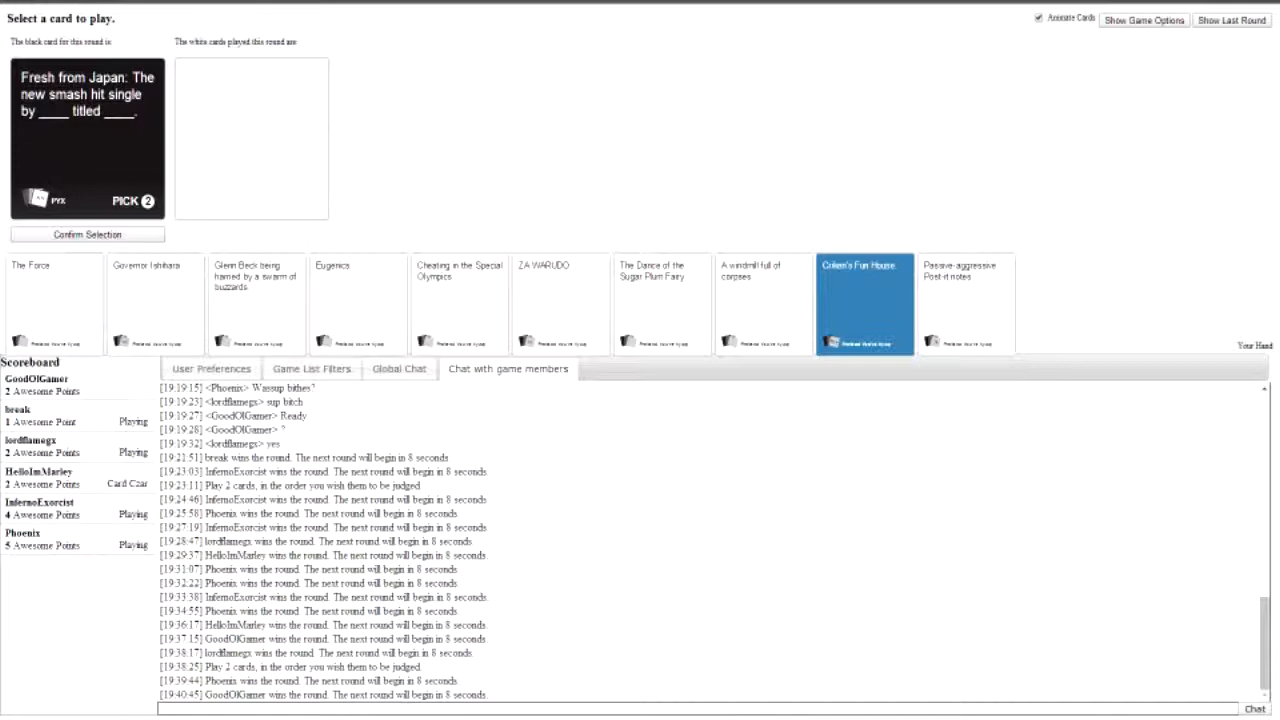 Select a card to play.
Animate Cards
Show Game Options
Show Last Round
The black card for this round is:
The white cards played this round are:
Fresh from Japan: The
new smash hit single
by ____ titled ____.
PYX
PICK 2
Confirm Selection
The Force
Governor Ishihara
Glenn Beck being
harried by a swarm of
buzzards.
Eugenics
Cheating in the Special
Olympics
ZA WARUDO
The Dance of the
Sugar Plum Fairy
A windmill full of
corpses
Criken's Fun House.
Passive-aggressive
Post-it notes
Your Hand
Scoreboard
GoodOlGamer
2 Awesome Points
break
1 Awesome Point
Playing
lordflamegx
2 Awesome Points
Playing
HelloImMarley
2 Awesome Points
Card Czar
InfernoExorcist
4 Awesome Points
Playing
Phoenix
5 Awesome Points
Playing
User Preferences
Game List Filters
Global Chat
Chat with game members
[19:19:15] <Phoenix> Wassup bithes?
[19:19:23] <lordflamegx> sup bitch
[19:19:27] <GoodOlGamer> Ready
[19:19:28] <GoodOlGamer> ?
[19:19:32] <lordflamegx> yes
[19:21:51] break wins the round. The next round will begin in 8 seconds.
[19:23:03] InfernoExorcist wins the round. The next round will begin in 8 seconds.
[19:23:11] Play 2 cards, in the order you wish them to be judged.
[19:24:46] InfernoExorcist wins the round. The next round will begin in 8 seconds.
[19:25:58] Phoenix wins the round. The next round will begin in 8 seconds.
[19:27:19] InfernoExorcist wins the round. The next round will begin in 8 seconds.
[19:28:47] lordflamegx wins the round. The next round will begin in 8 seconds.
[19:29:37] HelloImMarley wins the round. The next round will begin in 8 seconds.
[19:31:07] Phoenix wins the round. The next round will begin in 8 seconds.
[19:32:22] Phoenix wins the round. The next round will begin in 8 seconds.
[19:33:38] InfernoExorcist wins the round. The next round will begin in 8 seconds.
[19:34:55] Phoenix wins the round. The next round will begin in 8 seconds.
[19:36:17] HelloImMarley wins the round. The next round will begin in 8 seconds.
[19:37:15] GoodOlGamer wins the round. The next round will begin in 8 seconds.
[19:38:17] lordflamegx wins the round. The next round will begin in 8 seconds.
[19:38:25] Play 2 cards, in the order you wish them to be judged.
[19:39:44] Phoenix wins the round. The next round will begin in 8 seconds.
[19:40:45] GoodOlGamer wins the round. The next round will begin in 8 seconds.
Chat